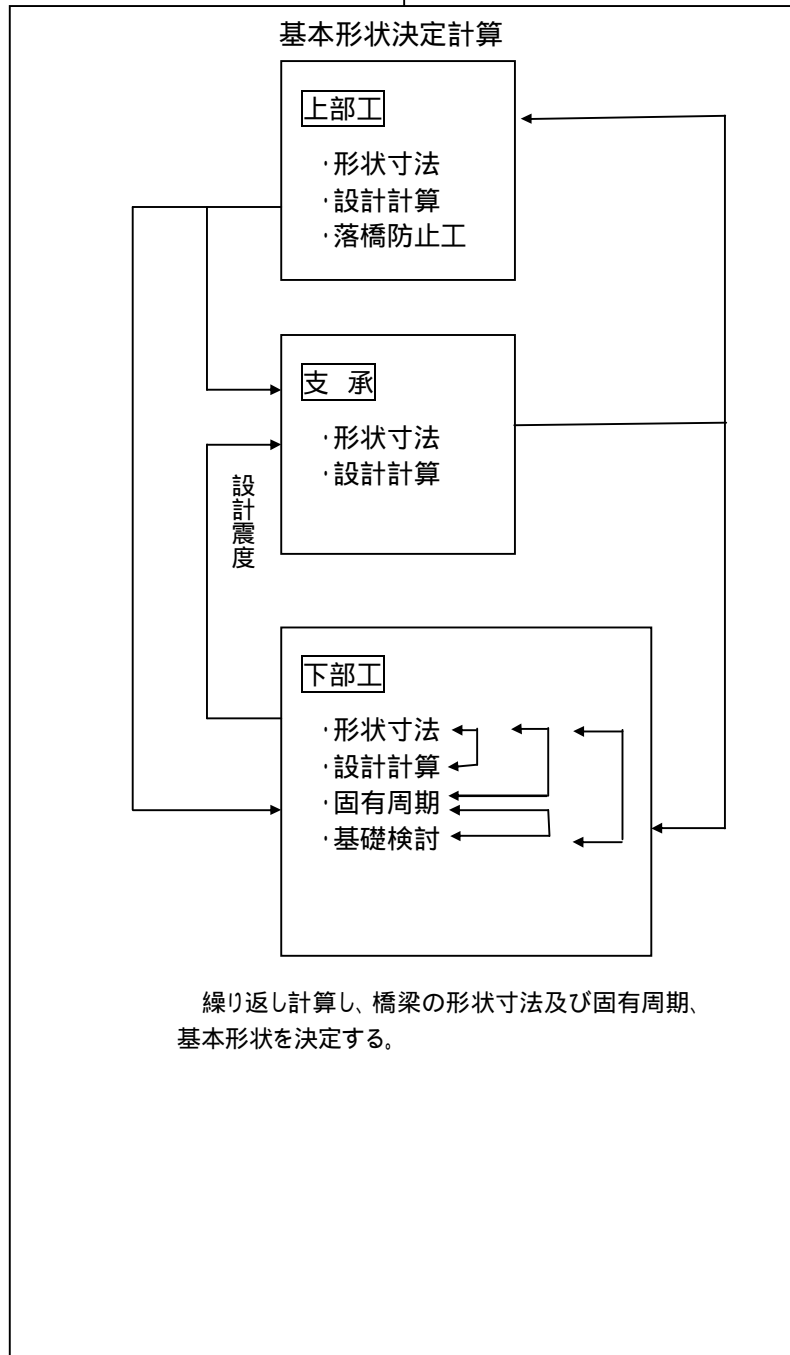 基本形状決定計算
上部工
・形状寸法
・設計計算
・落橋防止工
支 承
・形状寸法
・設計計算
設計震度
下部工
・形状寸法
・設計計算
・固有周期
・基礎検討
繰り返し計算し、橋梁の形状寸法及び固有周期、
基本形状を決定する。